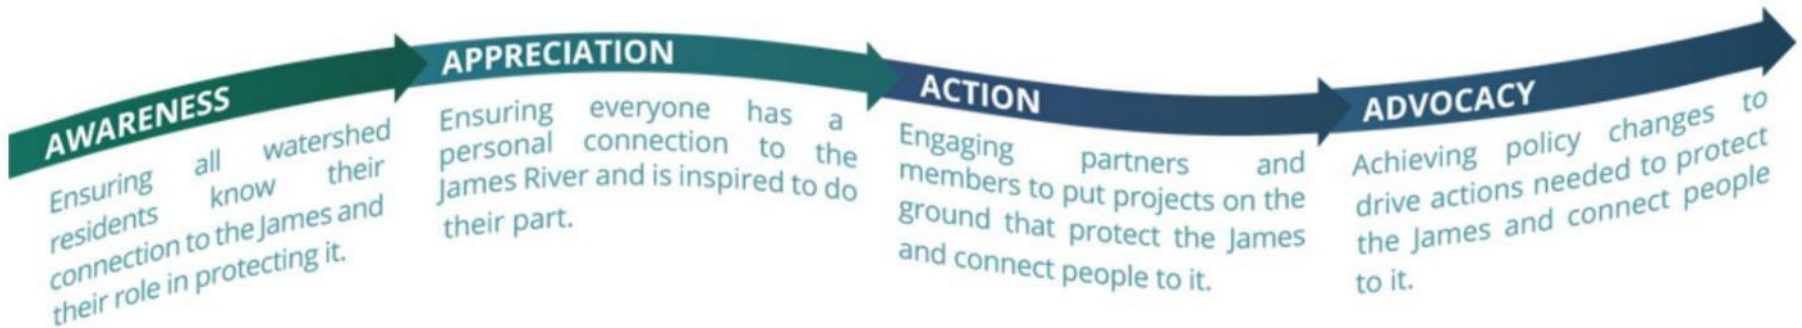 AWARENESS
Ensuring all watershed
residents know their
connection to the James and
their role in protecting it.
APPRECIATION
Ensuring everyone has a
personal connection to the
James River and is inspired to do
their part.
ACTION
Engaging partners and
members to put projects on the
ground that protect the James
and connect people to it.
ADVOCACY
Achieving policy changes to
drive actions needed to protect
the James and connect people
to it.